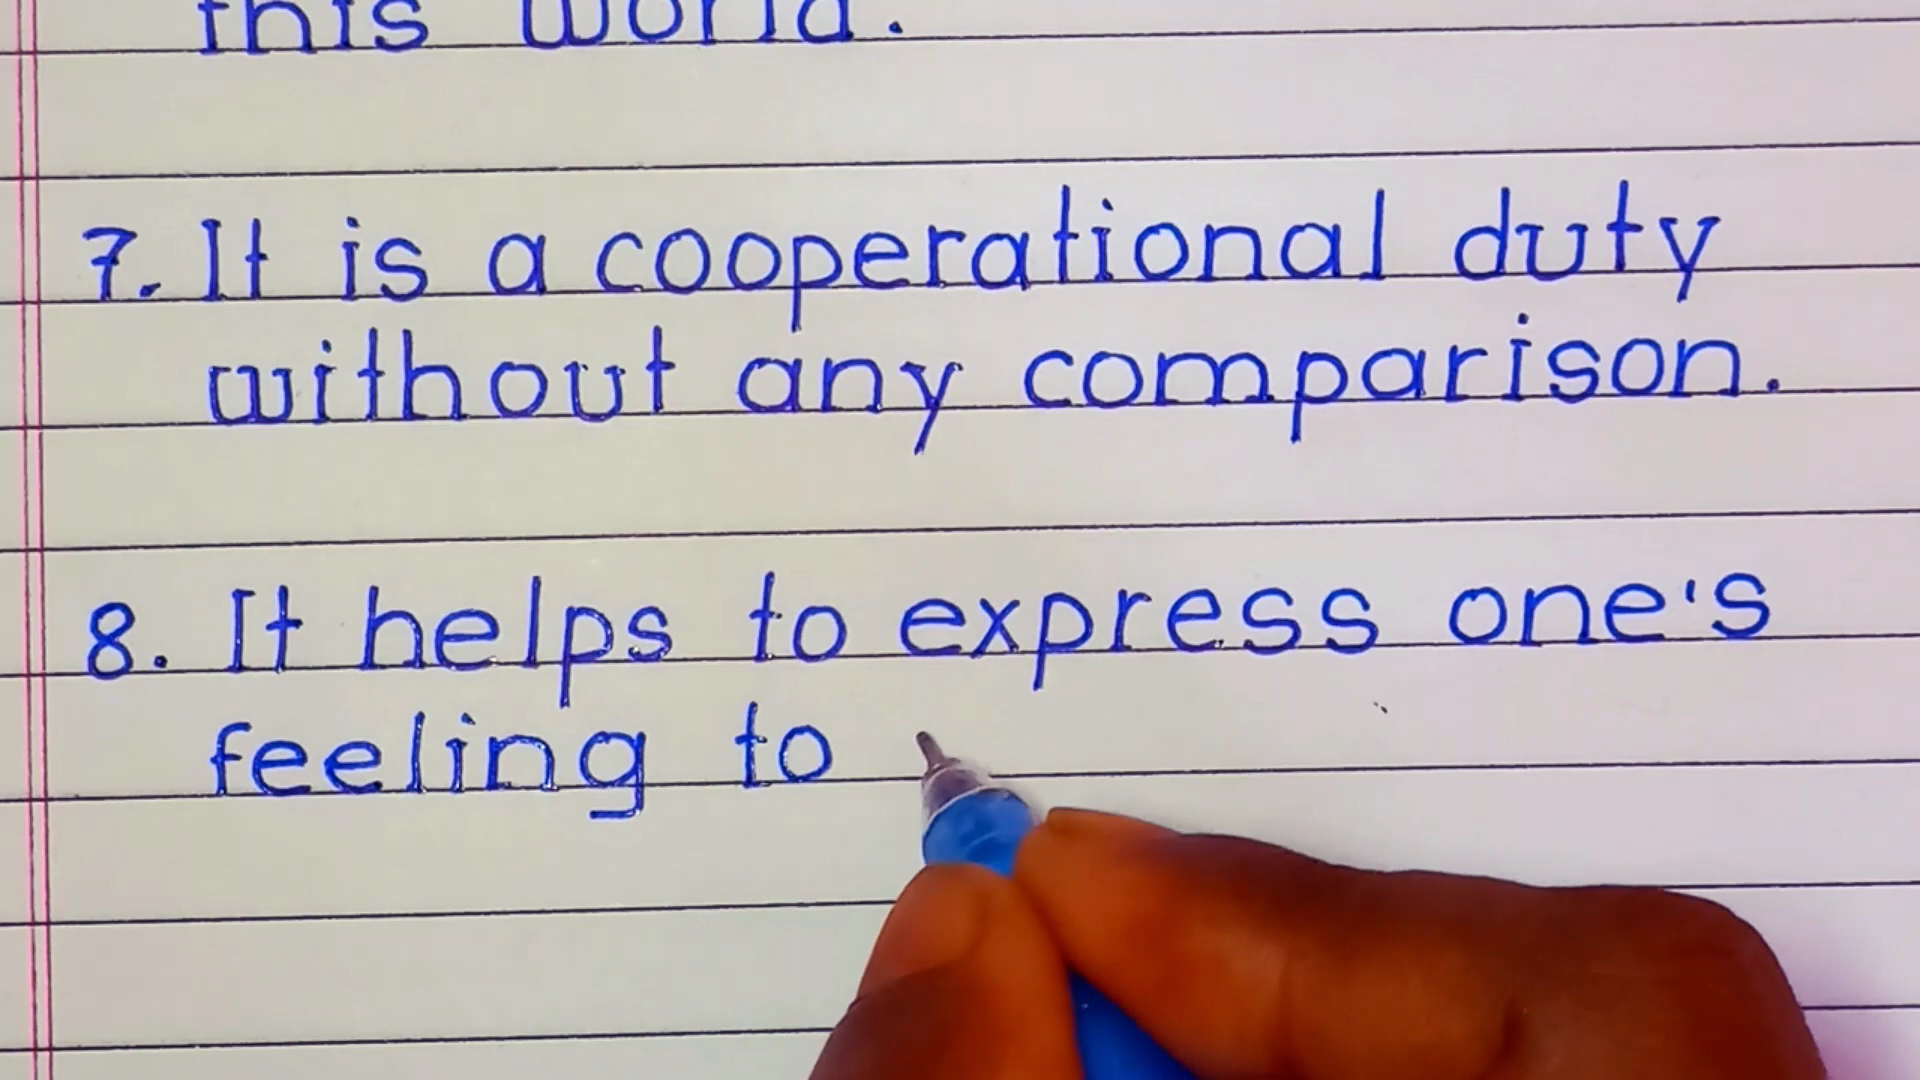 this world.
7. It is a cooperational duty
without any comparison.
8. It helps to express one's
feeling to